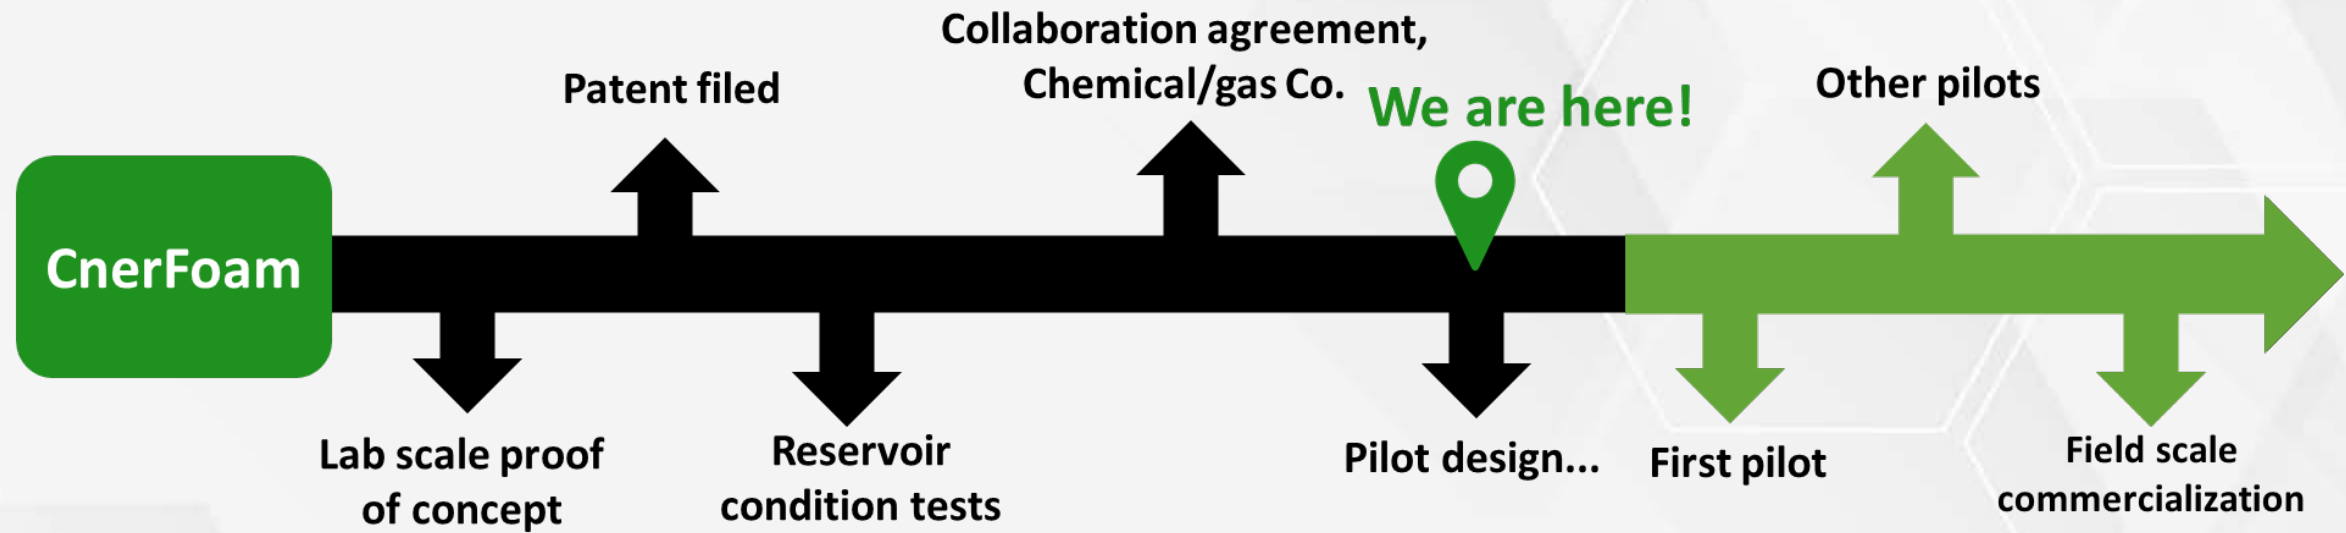 Collaboration agreement,
Chemical/gas Co.
Patent filed
We are here!
Other pilots
CnerFoam
Lab scale proof
of concept
Reservoir
condition tests
Pilot design...
First pilot
Field scale
commercialization